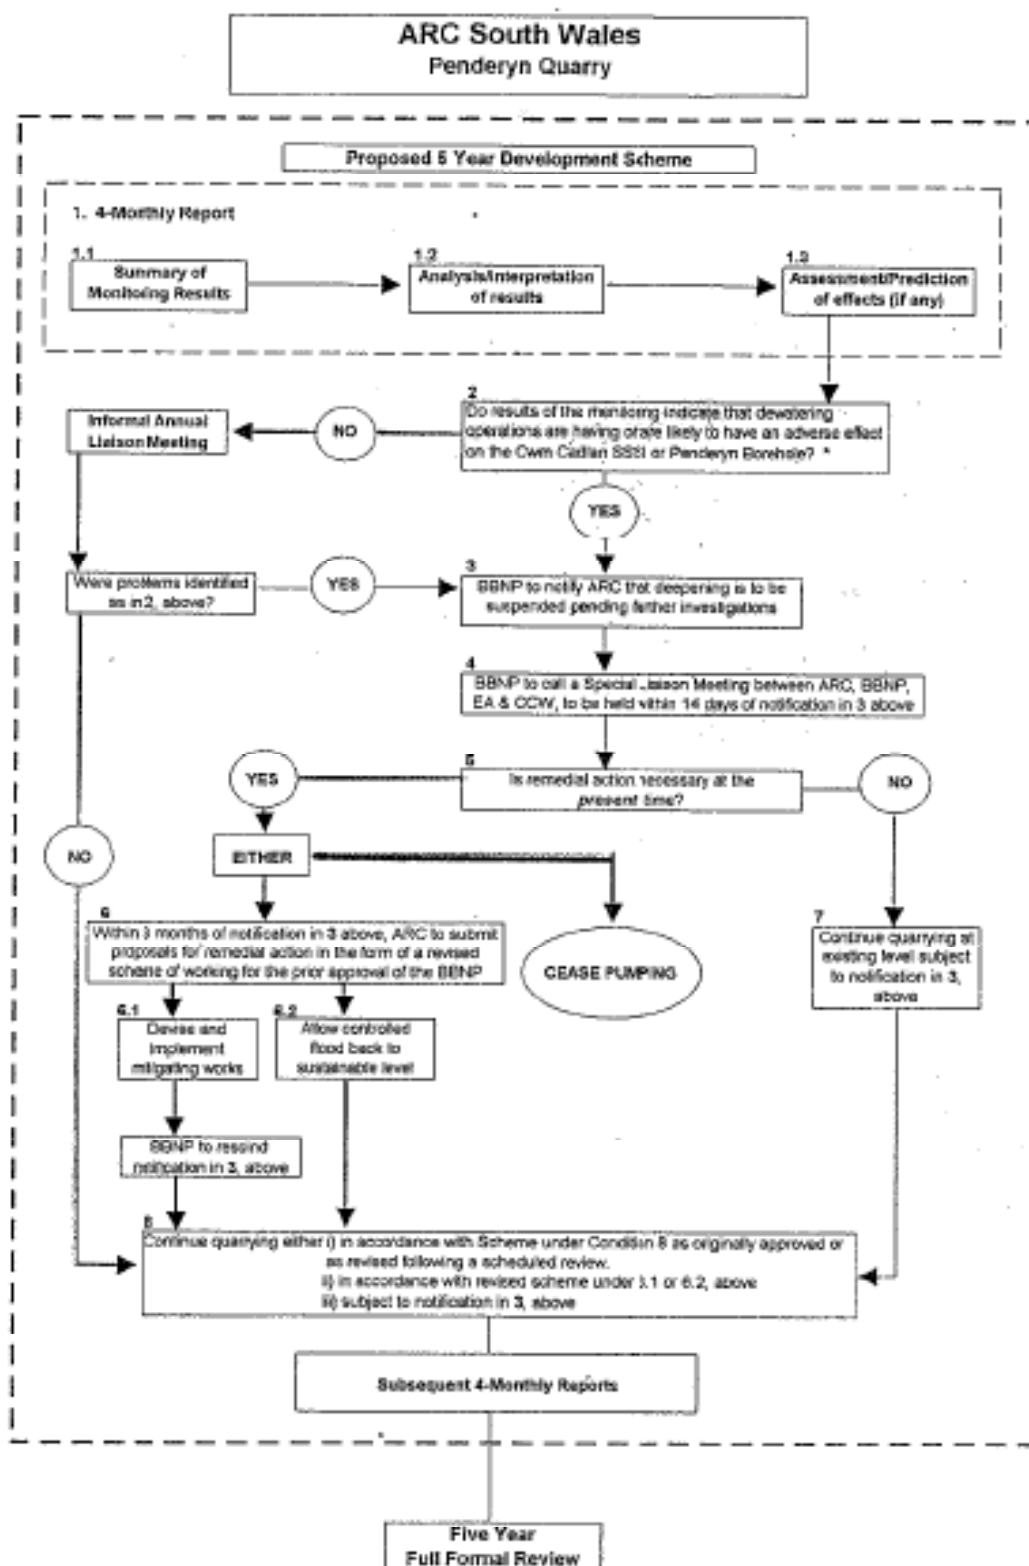 ARC South Wales
Penderyn Quarry
Proposed 5 Year Development Scheme
1. 4-Monthly Report
1.1
Summary of
Monitoring Results
1.2
Analysis/Interpretation
of results
1.3
Assessment/Prediction
of effects (if any)
2
Do results of the monitoring indicate that dewatering
operations are having or are likely to have an adverse effect
on the Cwm Cadlan SSSI or Penderyn Borehole? *
NO
Informal Annual
Liaison Meeting
YES
Were problems identified
as in 2, above?
YES
3
BBNP to notify ARC that deepening is to be
suspended pending further investigations
4
BBNP to call a Special Liaison Meeting between ARC, BBNP,
EA & CCW, to be held within 14 days of notification in 3 above
5
Is remedial action necessary at the
present time?
YES
NO
NO
EITHER
6
Within 3 months of notification in 3 above, ARC to submit
proposals for remedial action in the form of a revised
scheme of working for the prior approval of the BBNP
CEASE PUMPING
7
Continue quarrying at
existing level subject
to notification in 3,
above
6.1
Devise and
implement
mitigating works
6.2
Allow controlled
flood back to
sustainable level
BBNP to rescind
notification in 3, above
8
Continue quarrying either i) in accordance with Scheme under Condition 8 as originally approved or
as revised following a scheduled review.
ii) in accordance with revised scheme under 6.1 or 6.2, above
iii) subject to notification in 3, above
Subsequent 4-Monthly Reports
Five Year
Full Formal Review